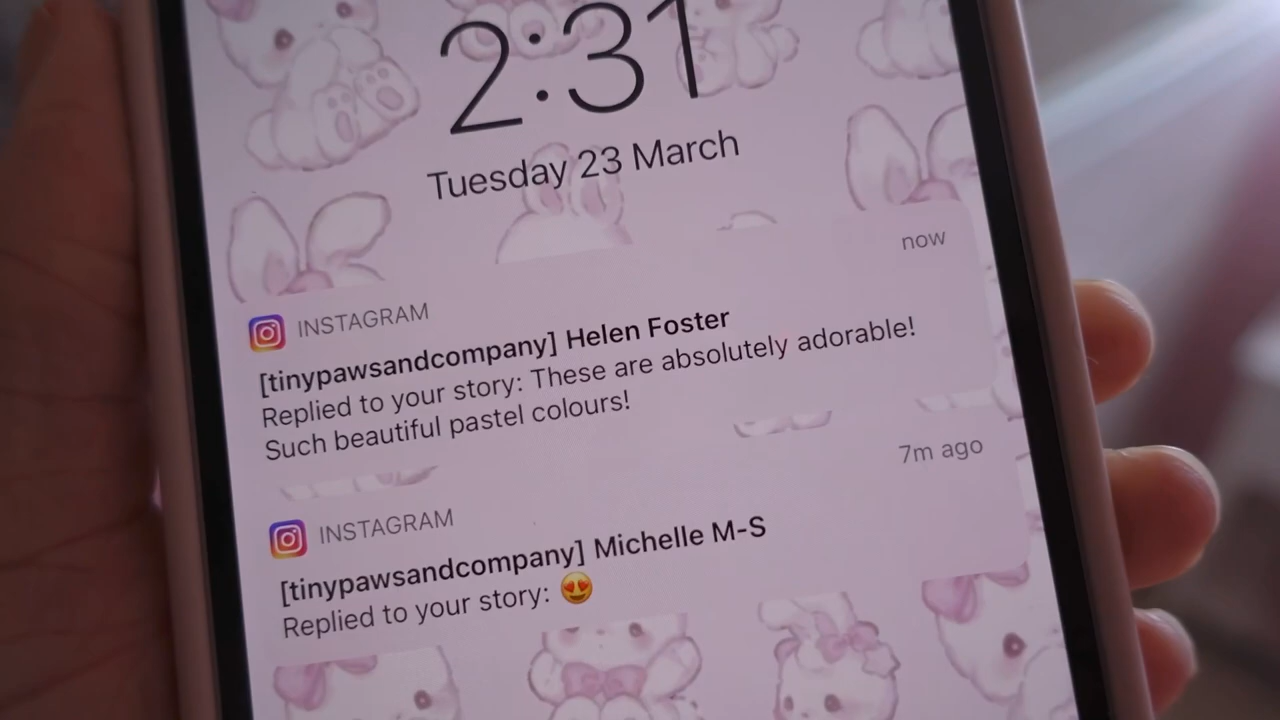 2:31
Tuesday 23 March
now
INSTAGRAM
[tinypawsandcompany] Helen Foster
Replied to your story: These are absolutely adorable!
Such beautiful pastel colours!
7m ago
INSTAGRAM
[tinypawsandcompany] Michelle M-S
Replied to your story: 😍